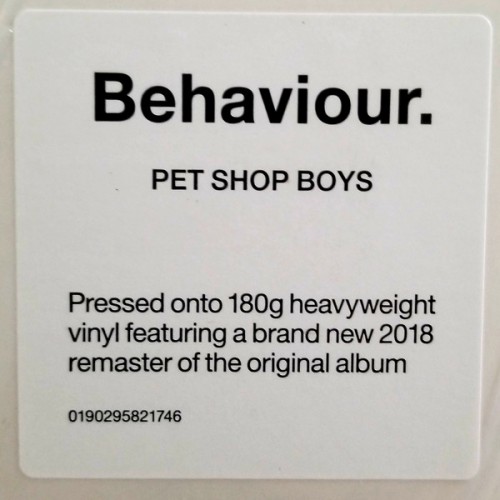 Behaviour.
PET SHOP BOYS
Pressed onto 180g heavyweight
vinyl featuring a brand new 2018
remaster of the original album
0190295821746